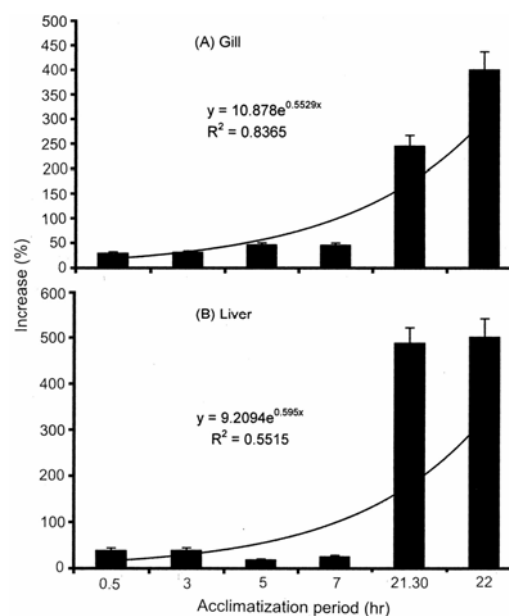 500
450
400
350
300
250
200
150
100
50
0
(A) Gill
y = 10.878e^0.5529x
R² = 0.8365
Increase (%)
600
500
400
300
200
100
0
(B) Liver
y = 9.2094e^0.595x
R² = 0.5515
0.5 3 5 7 21.30 22
Acclimatization period (hr)